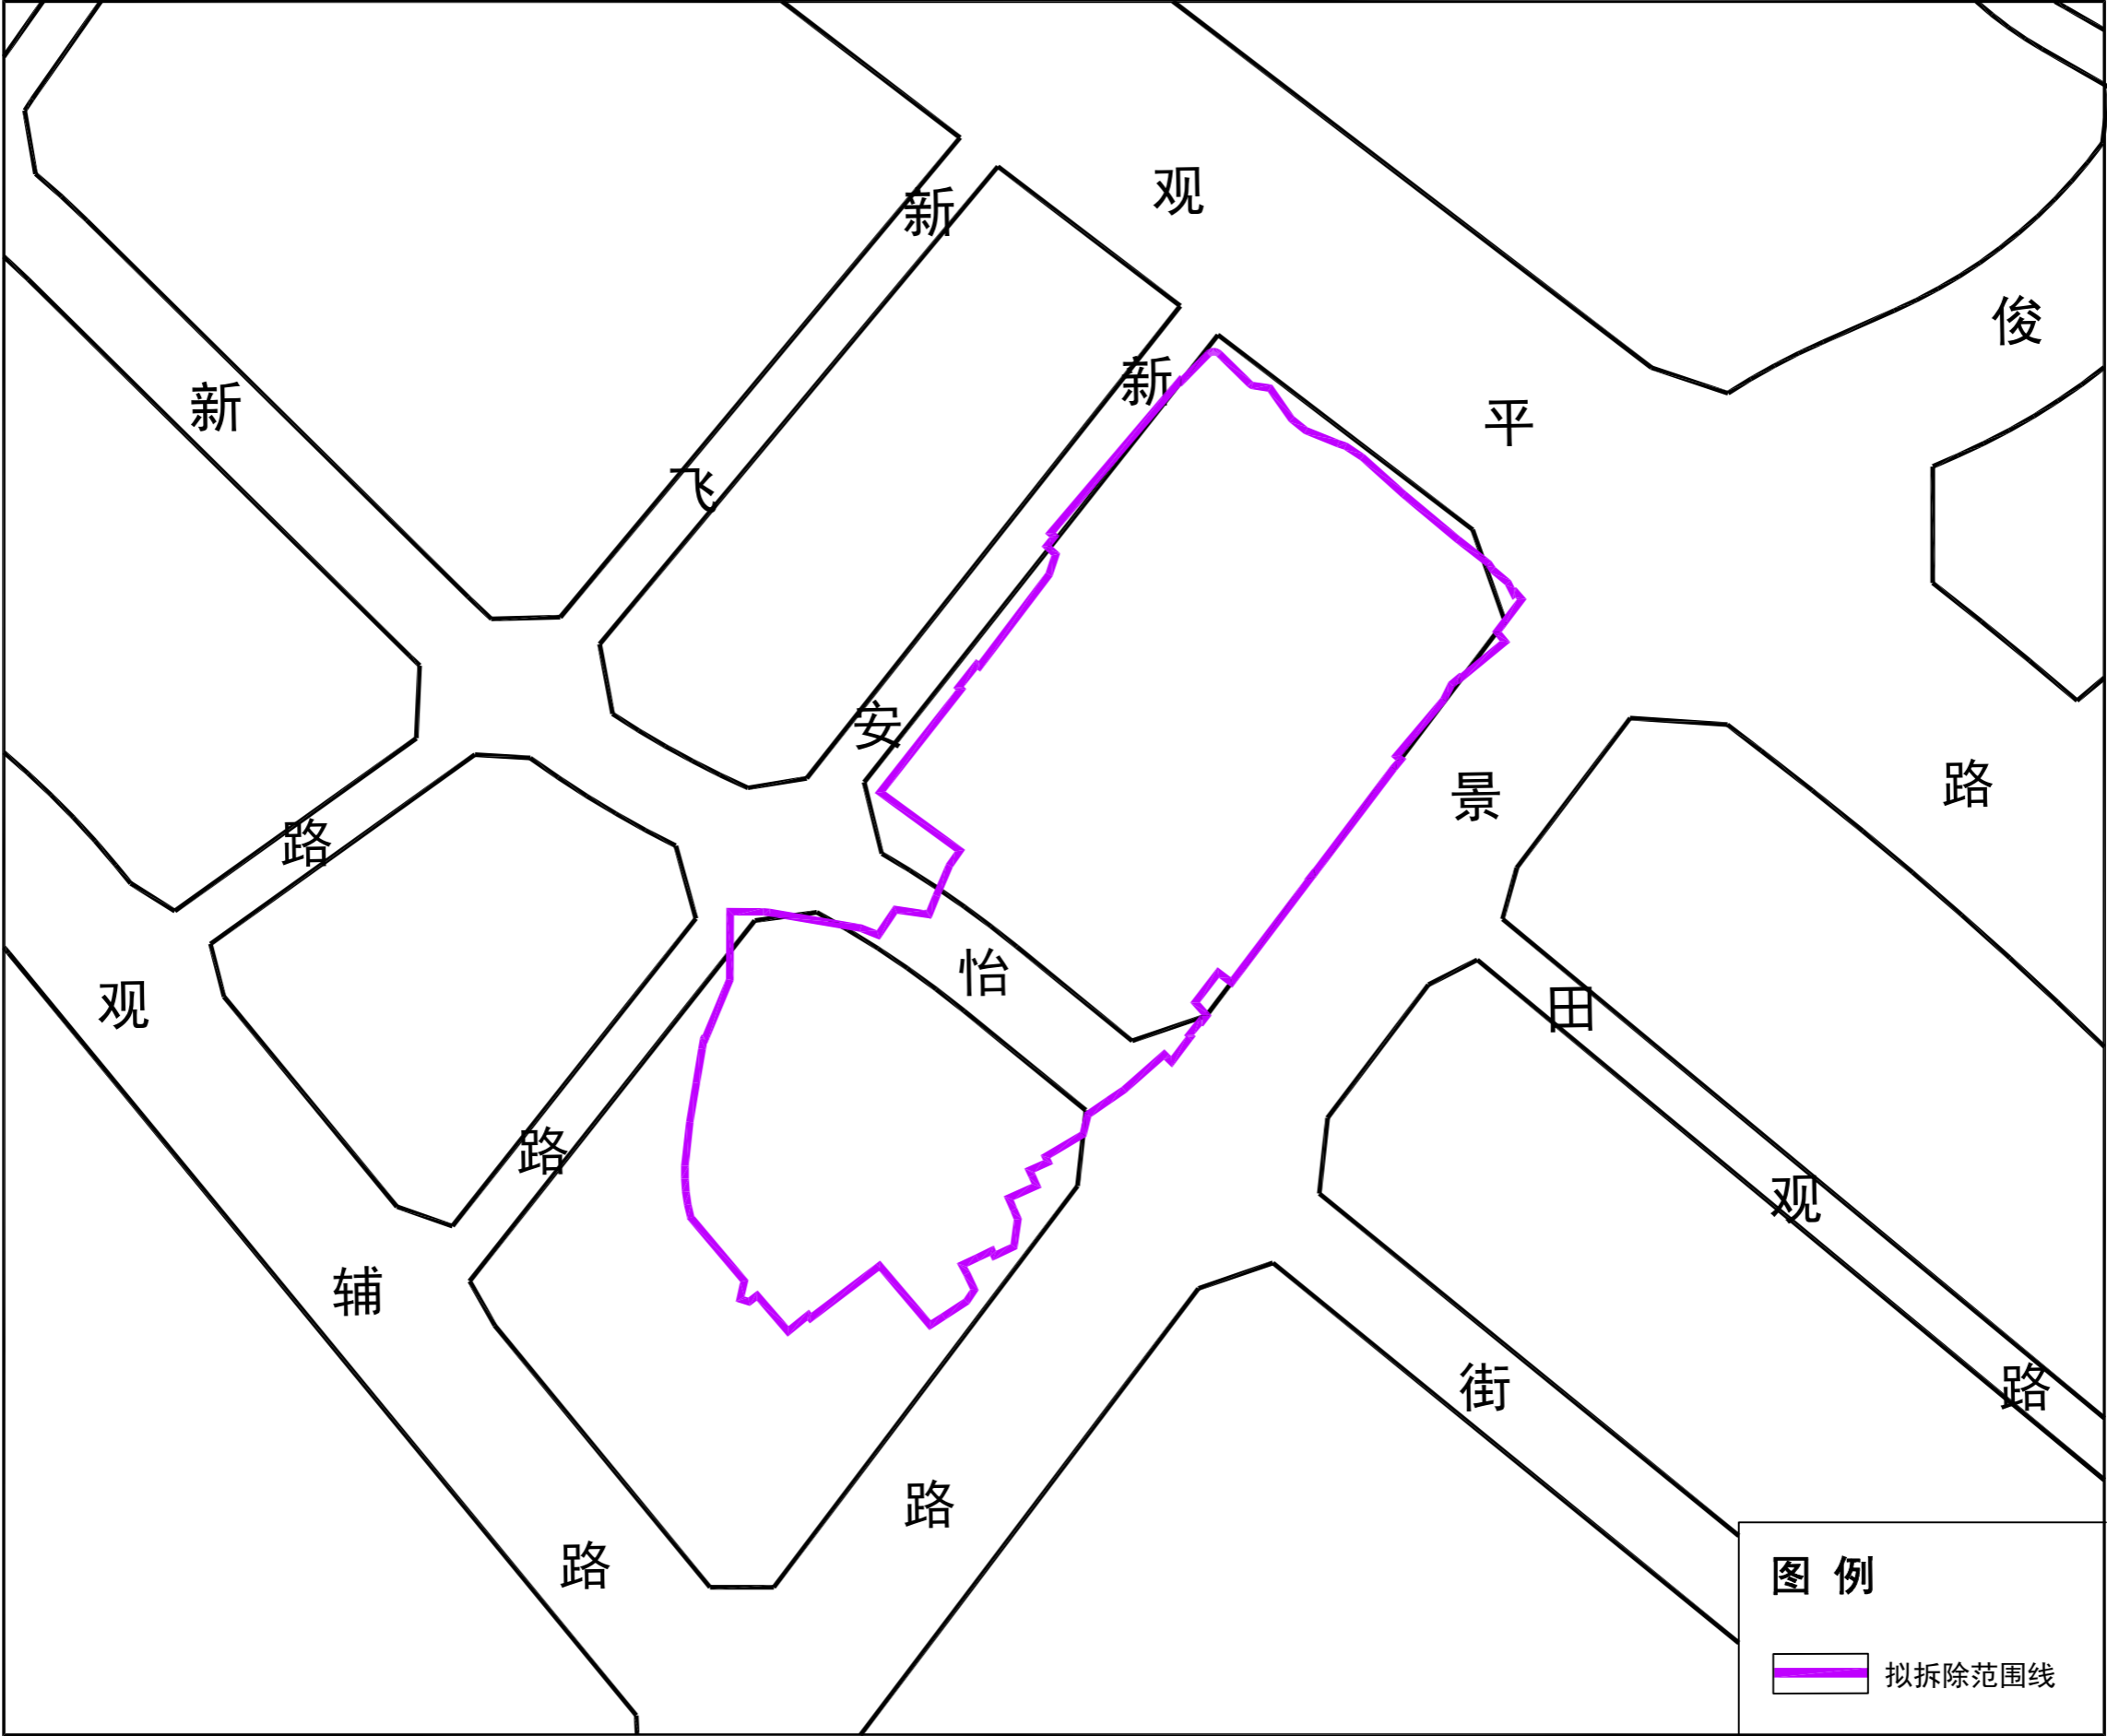 观
新
俊
新
新
平
飞
安
景
路
路
怡
观
田
路
观
辅
街
路
路
路
图 例
拟拆除范围线